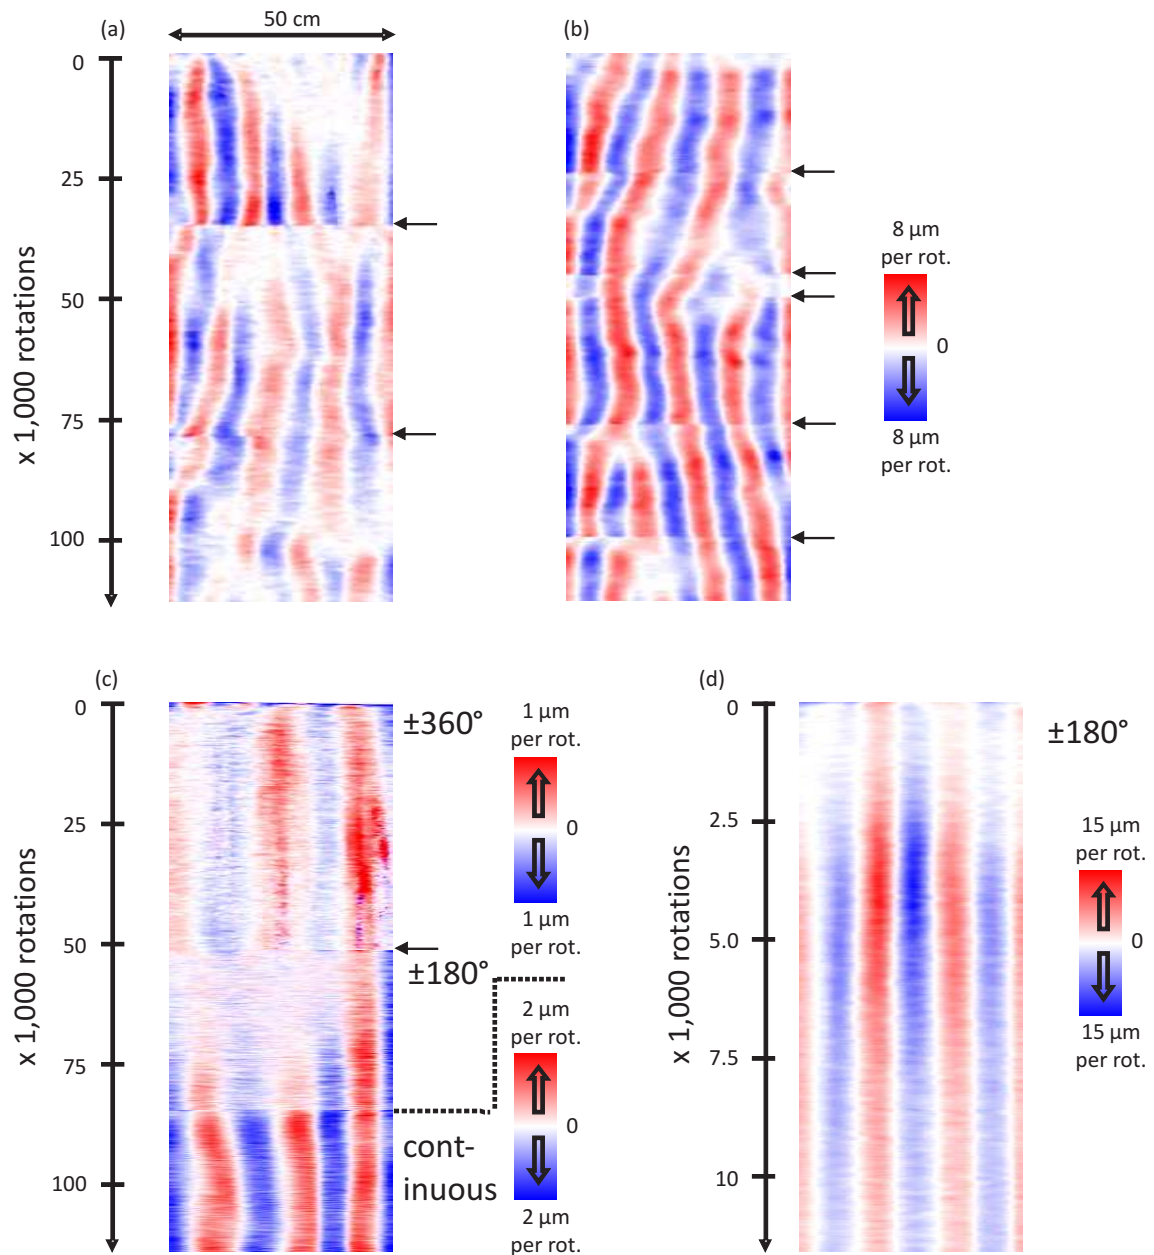 (a)
50 cm
(b)
0
25
50
75
100
x 1,000 rotations
8 µm
per rot.
0
8 µm
per rot.
(c)
0
25
50
75
100
x 1,000 rotations
±360°
±180°
cont-
inuous
1 µm
per rot.
0
1 µm
per rot.
2 µm
per rot.
0
2 µm
per rot.
(d)
0
2.5
5.0
7.5
10
x 1,000 rotations
±180°
15 µm
per rot.
0
15 µm
per rot.